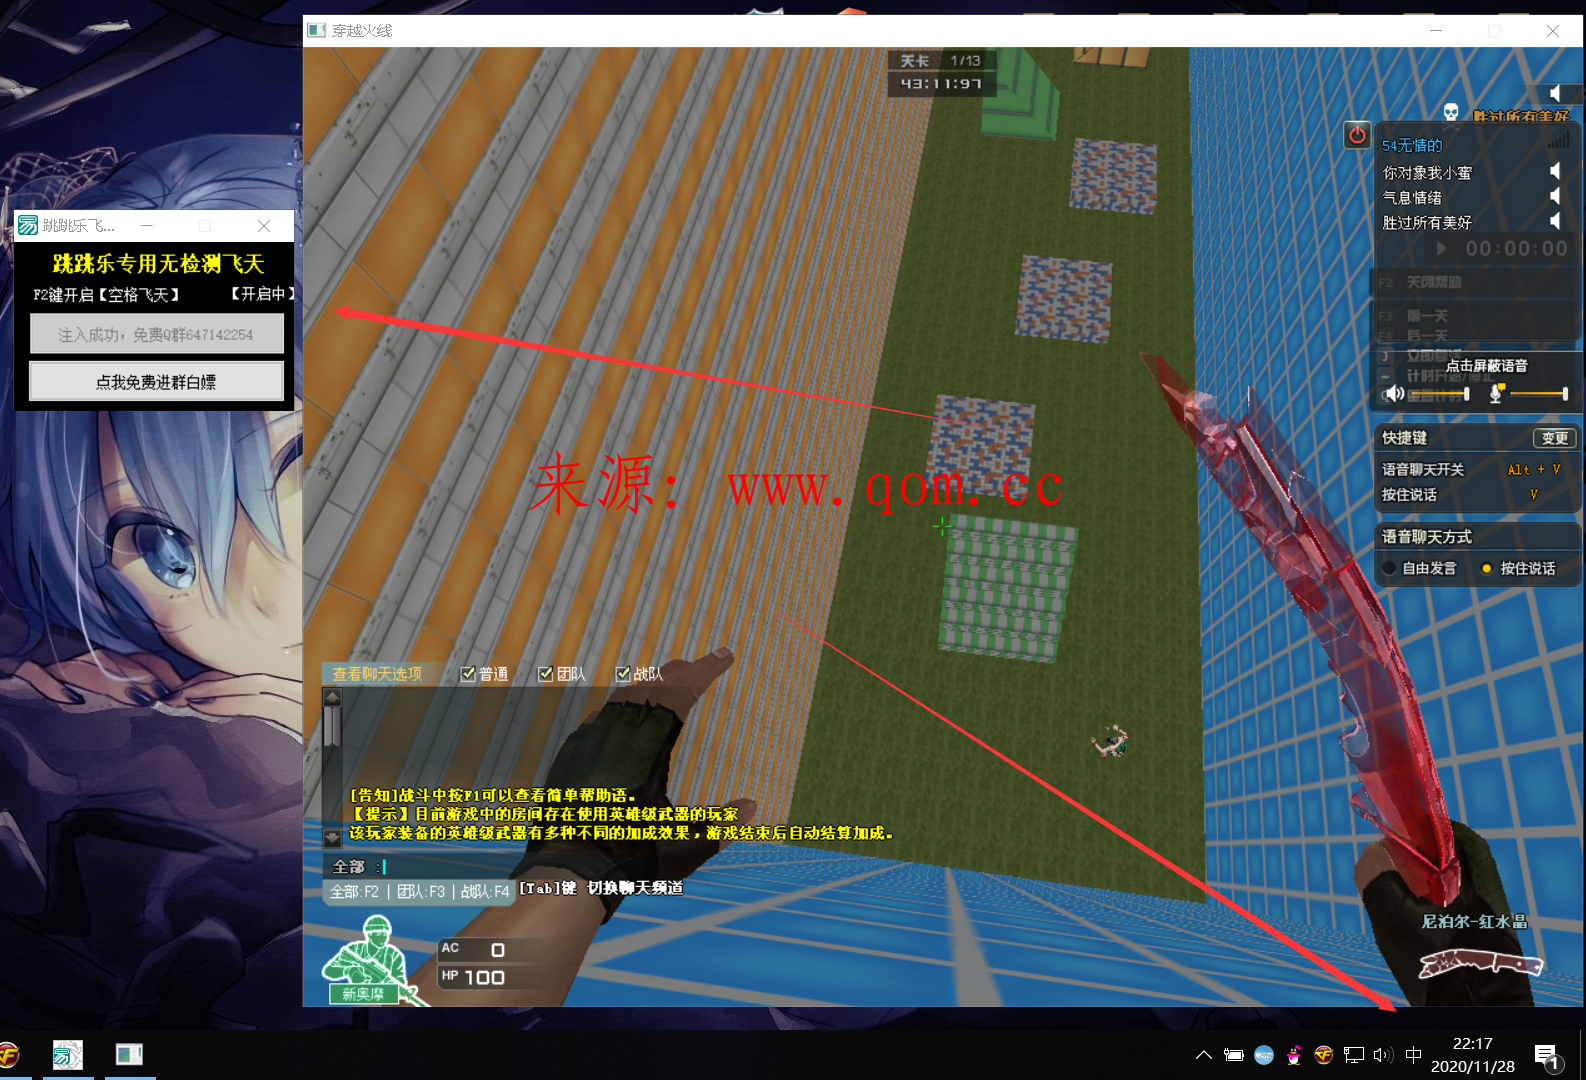 穿越火线
关卡 1/13
43:11:97
胜过所有美好
54无情的
你对象我小蜜
气息情绪
胜过所有美好
00:00:00
F2 关闭帮助
F3 前一关
F4 后一关
点击屏蔽语音
快捷键 变更
语音聊天开关 Alt + V
按住说话 V
语音聊天方式
自由发言 按住说话
跳跳乐飞...
跳跳乐专用无检测飞天
F2键开启【空格飞天】 【开启中】
注入成功，免费Q群647142254
点我免费进群白嫖
来源：www.qom.cc
查看聊天选项 普通 团队 战队
[告知]战斗中按F1可以查看简单帮助语。
【提示】目前游戏中的房间存在使用英雄级武器的玩家
该玩家装备的英雄级武器有多种不同的加成效果，游戏结束后自动结算加成。
全部 :
全部:F2 | 团队:F3 | 战队:F4 [Tab]键 切换聊天频道
AC 0
HP 100
新奥摩
尼泊尔-红水晶
中
22:17
2020/11/28
1